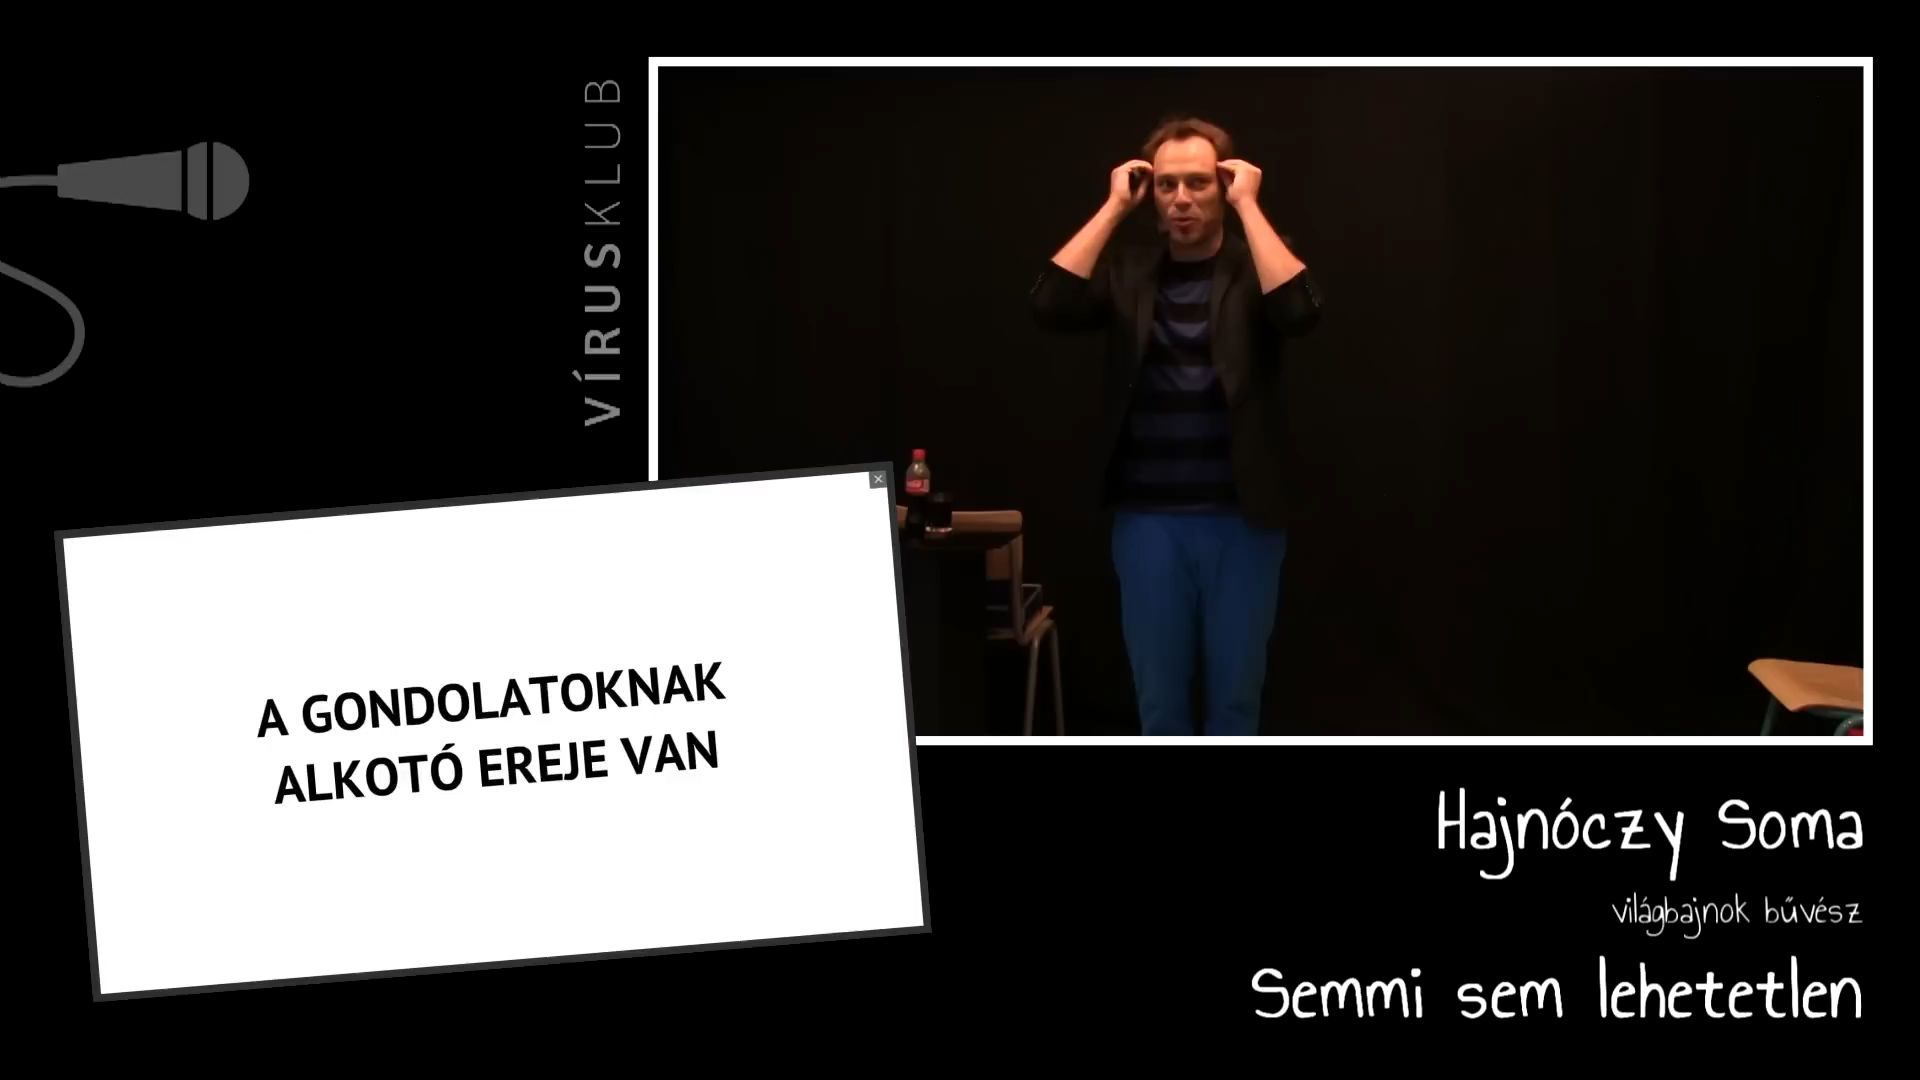 VÍRUSKLUB
A GONDOLATOKNAK
ALKOTÓ EREJE VAN
Hajnóczy Soma
világbajnok bűvész
Semmi sem lehetetlen